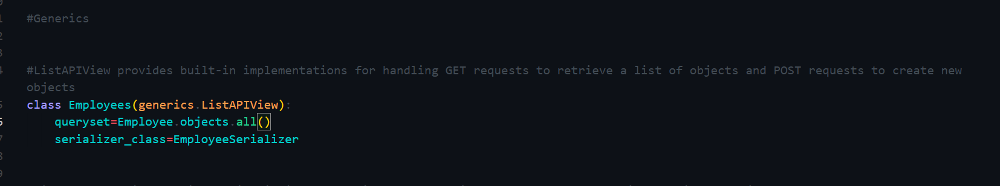 #Generics
#ListAPIView provides built-in implementations for handling GET requests to retrieve a list of objects and POST requests to create new
objects
class Employees(generics.ListAPIView):
queryset=Employee.objects.all()
serializer_class=EmployeeSerializer